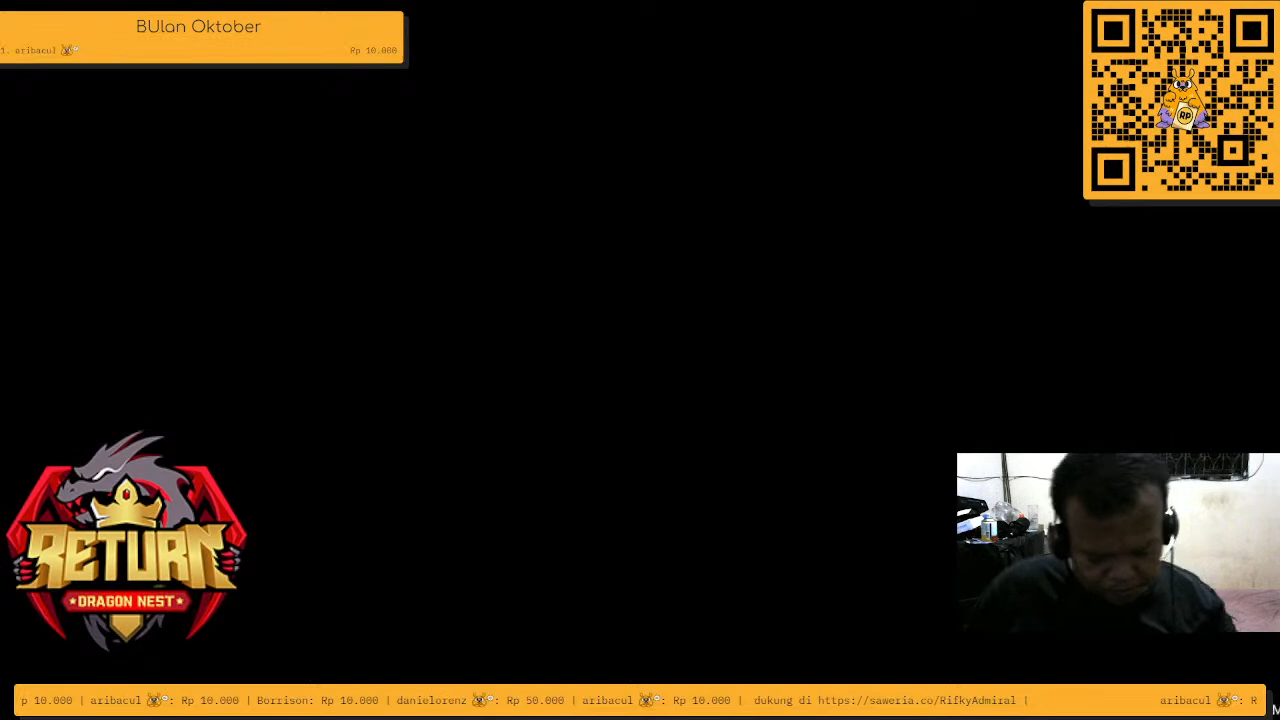 BUlan Oktober
1. aribacul Rp 10.000
RP
RETURN
DRAGON NEST
p 10.000 | aribacul : Rp 10.000 | Borrison: Rp 10.000 | danielorenz : Rp 50.000 | aribacul : Rp 10.000 | dukung di https://saweria.co/RifkyAdmiral | aribacul : R
M